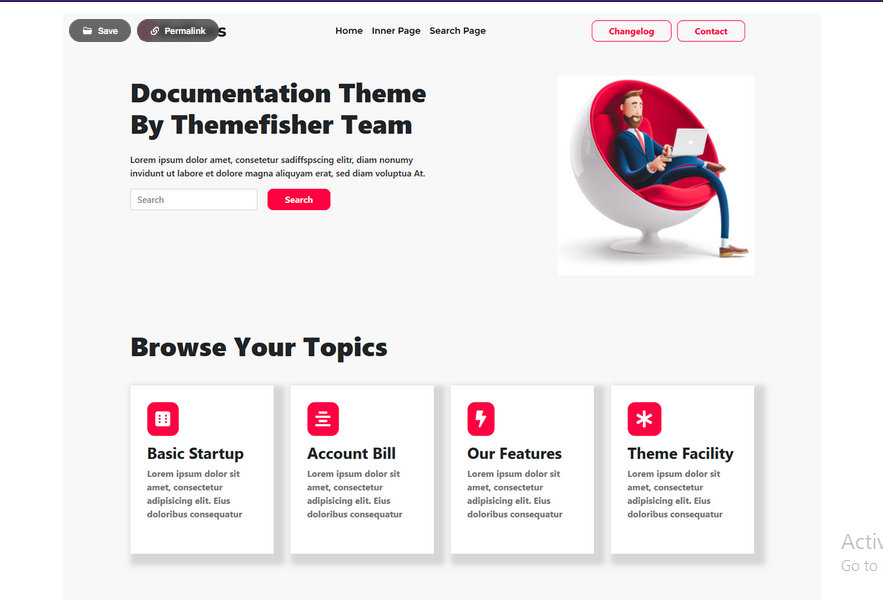 Save
Permalink
s
Home Inner Page Search Page
Changelog
Contact
Documentation Theme
By Themefisher Team
Lorem ipsum dolor amet, consetetur sadiffspscing elitr, diam nonumy
invidunt ut labore et dolore magna aliquyam erat, sed diam voluptua At.
Search
Search
Browse Your Topics
Basic Startup
Lorem ipsum dolor sit
amet, consectetur
adipisicing elit. Eius
doloribus consequatur
Account Bill
Lorem ipsum dolor sit
amet, consectetur
adipisicing elit. Eius
doloribus consequatur
Our Features
Lorem ipsum dolor sit
amet, consectetur
adipisicing elit. Eius
doloribus consequatur
Theme Facility
Lorem ipsum dolor sit
amet, consectetur
adipisicing elit. Eius
doloribus consequatur
Activ
Go to